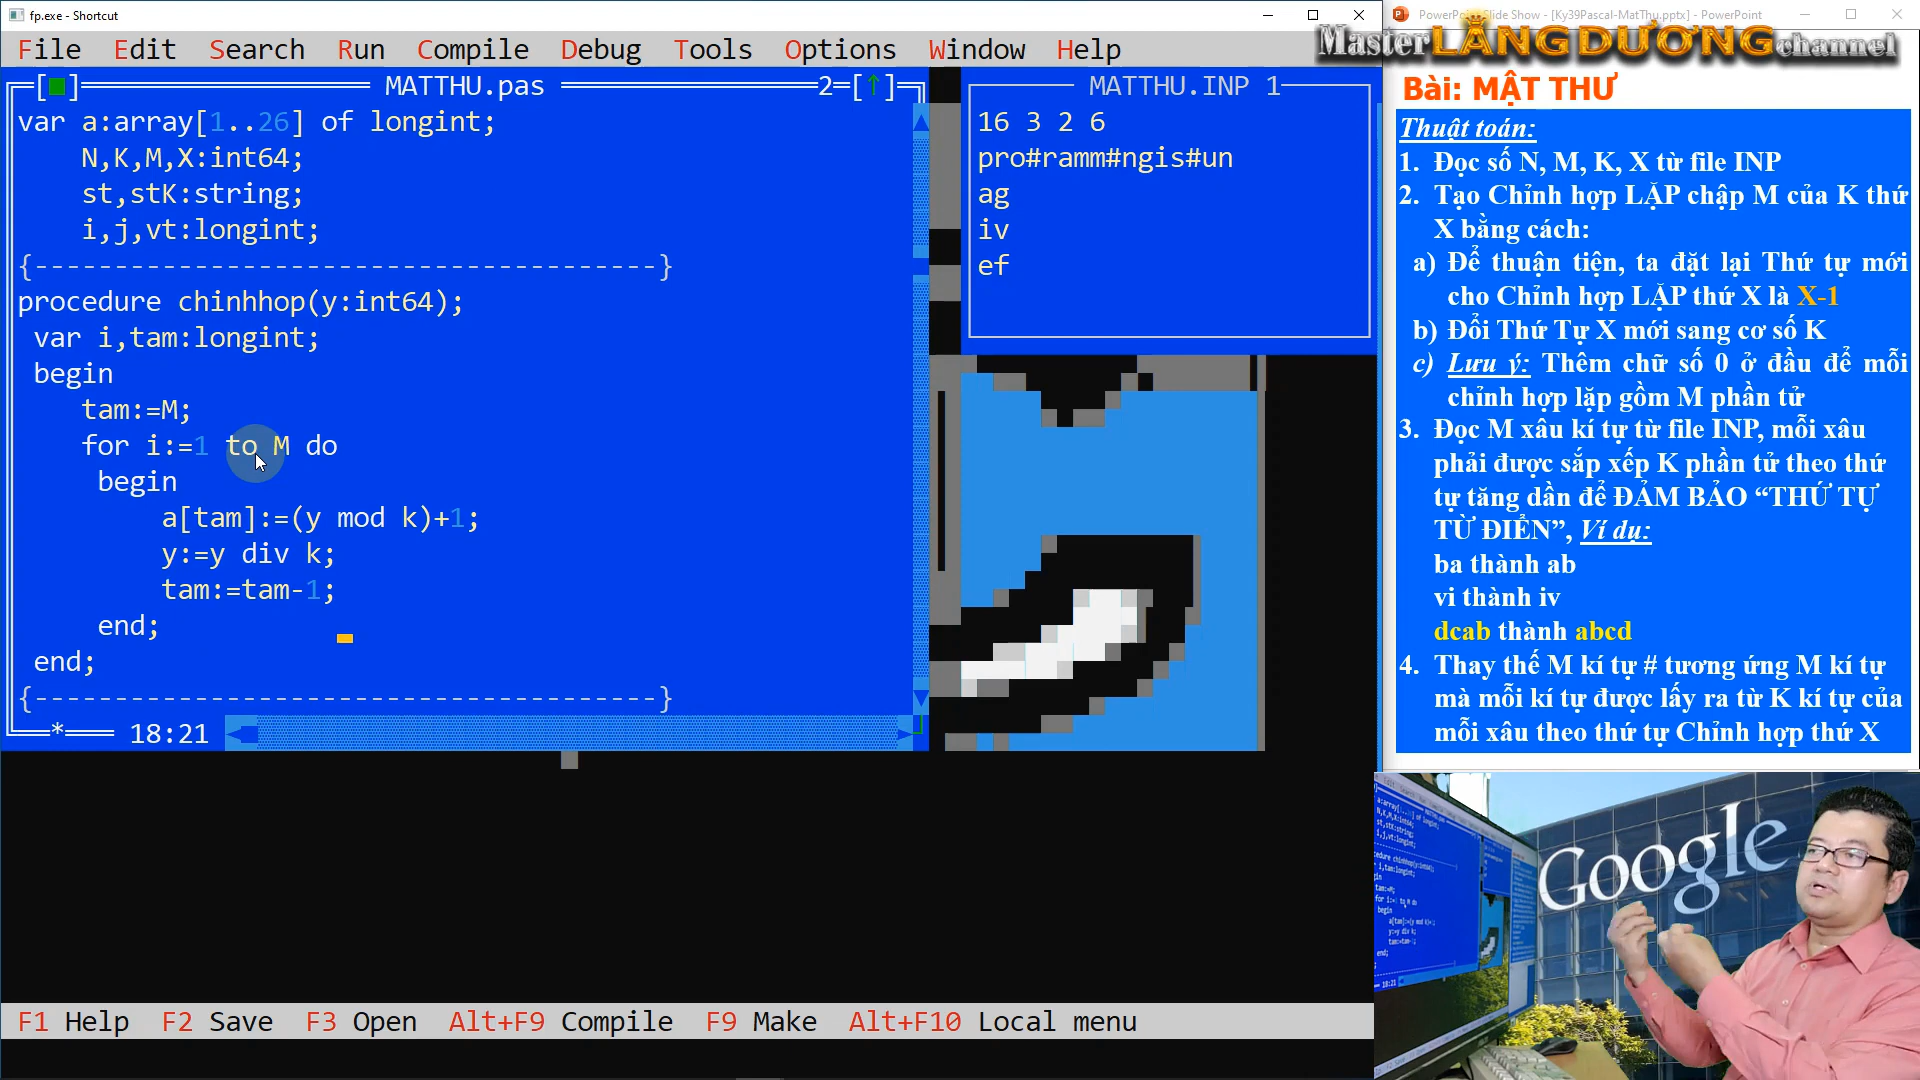 fp.exe - Shortcut
File Edit Search Run Compile Debug Tools Options Window Help
MATTHU.pas 2=[↑]
var a:array[1..26] of longint;
N,K,M,X:int64;
st,stK:string;
i,j,vt:longint;
{---------------------------------------}
procedure chinhhop(y:int64);
var i,tam:longint;
begin
tam:=M;
for i:=1 to M do
begin
a[tam]:=(y mod k)+1;
y:=y div k;
tam:=tam-1;
end;
end;
{---------------------------------------}
* 18:21
MATTHU.INP 1
16 3 2 6
pro#ramm#ngis#un
ag
iv
ef
F1 Help F2 Save F3 Open Alt+F9 Compile F9 Make Alt+F10 Local menu
PowerPoint Slide Show - [Ky39Pascal-MatThu.pptx] - PowerPoint
Master LĂNG DƯƠNG channel
Bài: MẬT THƯ
Thuật toán:
1. Đọc số N, M, K, X từ file INP
2. Tạo Chỉnh hợp LẶP chập M của K thứ
X bằng cách:
a) Để thuận tiện, ta đặt lại Thứ tự mới
cho Chỉnh hợp LẶP thứ X là X-1
b) Đổi Thứ Tự X mới sang cơ số K
c) Lưu ý: Thêm chữ số 0 ở đầu để mỗi
chỉnh hợp lặp gồm M phần tử
3. Đọc M xâu kí tự từ file INP, mỗi xâu
phải được sắp xếp K phần tử theo thứ
tự tăng dần để ĐẢM BẢO “THỨ TỰ
TỪ ĐIỂN”, Ví dụ:
ba thành ab
vi thành iv
dcab thành abcd
4. Thay thế M kí tự # tương ứng M kí tự
mà mỗi kí tự được lấy ra từ K kí tự của
mỗi xâu theo thứ tự Chỉnh hợp thứ X
Google